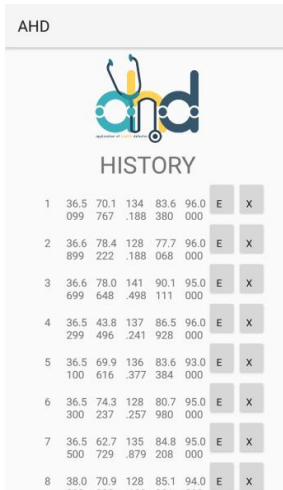 AHD
ahd
HISTORY
1 36.5 70.1 134 83.6 96.0 E X
099 767 .188 380 000
2 36.6 78.4 128 77.7 96.0 E X
899 222 .188 068 000
3 36.6 78.0 141 90.1 95.0 E X
699 648 .498 111 000
4 36.5 43.8 137 86.5 96.0 E X
299 496 .241 928 000
5 36.5 69.9 136 83.6 93.0 E X
100 616 .377 384 000
6 36.5 74.3 128 80.7 95.0 E X
300 237 .257 980 000
7 36.5 62.7 135 84.8 95.0 E X
500 729 .879 208 000
8 38.0 70.9 128 85.1 94.0 E X